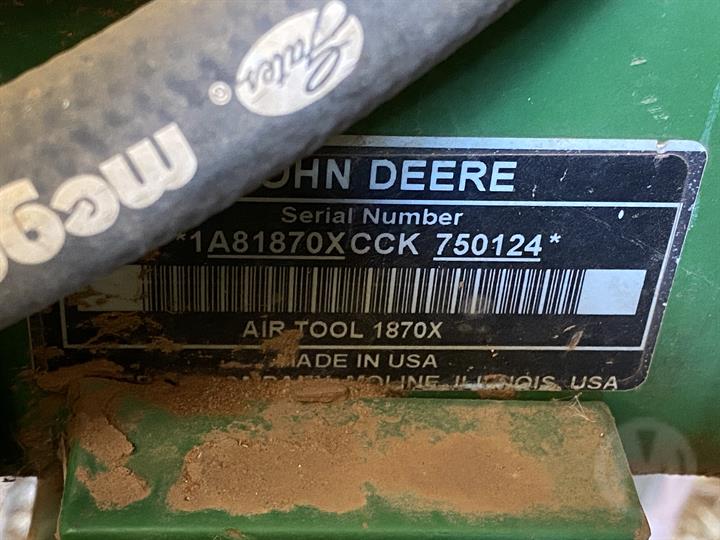 Gates
mega
JOHN DEERE
Serial Number
*1A81870XCCK 750124*
AIR TOOL 1870X
MADE IN USA
MOLINE, ILLINOIS, USA